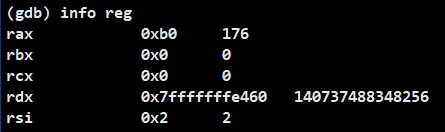 (gdb) info reg
rax 0xb0 176
rbx 0x0 0
rcx 0x0 0
rdx 0x7fffffffe460 140737488348256
rsi 0x2 2